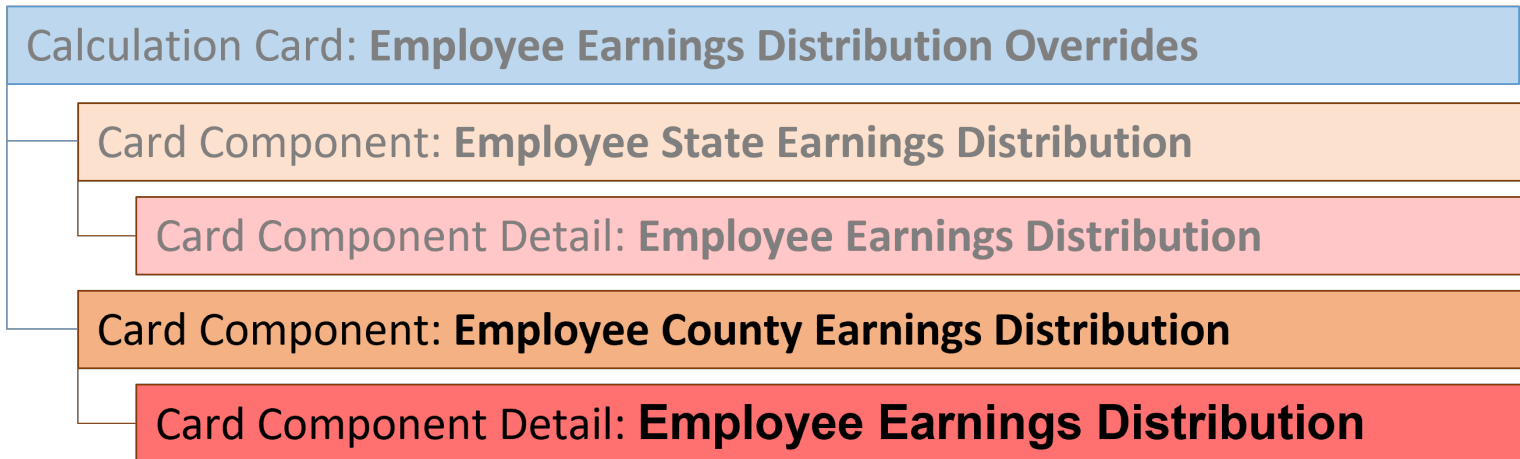 Calculation Card: Employee Earnings Distribution Overrides
Card Component: Employee State Earnings Distribution
Card Component Detail: Employee Earnings Distribution
Card Component: Employee County Earnings Distribution
Card Component Detail: Employee Earnings Distribution